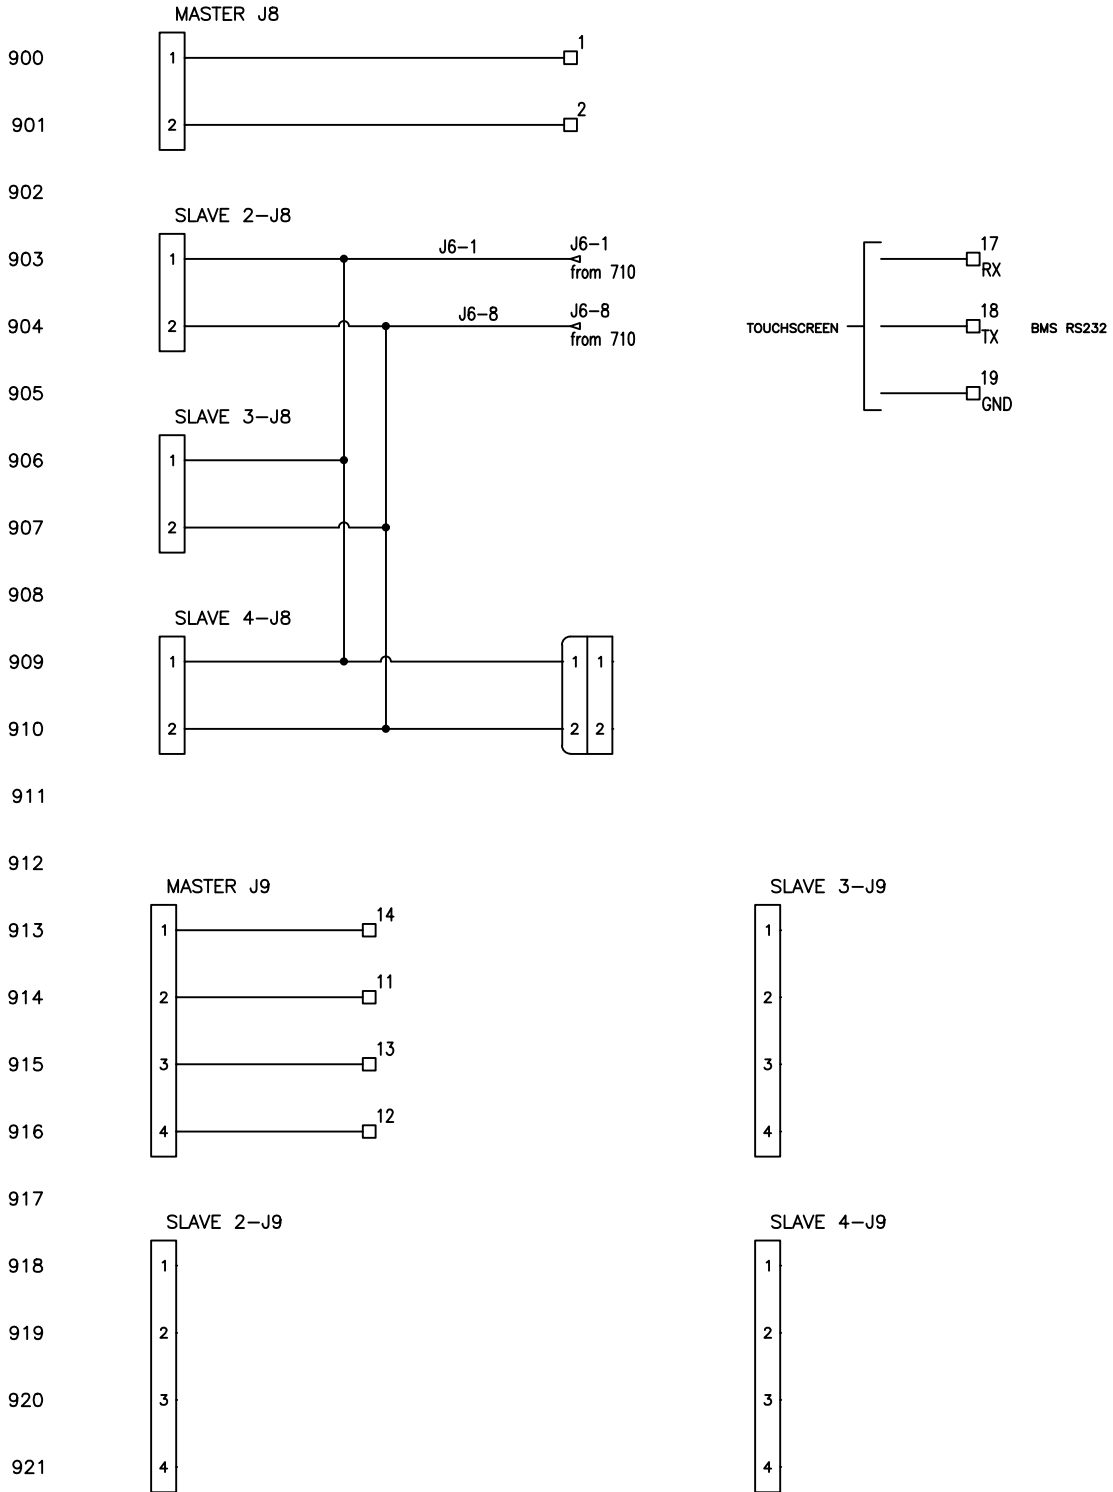 MASTER J8
1
900 1
2
901 2
902
SLAVE 2-J8
903 1 J6-1 J6-1 17
from 710 RX
904 2 J6-8 J6-8 18
from 710 TOUCHSCREEN TX BMS RS232
905 19
GND
SLAVE 3-J8
906 1
907 2
908
SLAVE 4-J8
909 1 1 1
910 2 2 2
911
912
MASTER J9 SLAVE 3-J9
913 1 14 1
914 2 11 2
915 3 13 3
916 4 12 4
917
SLAVE 2-J9 SLAVE 4-J9
918 1 1
919 2 2
920 3 3
921 4 4